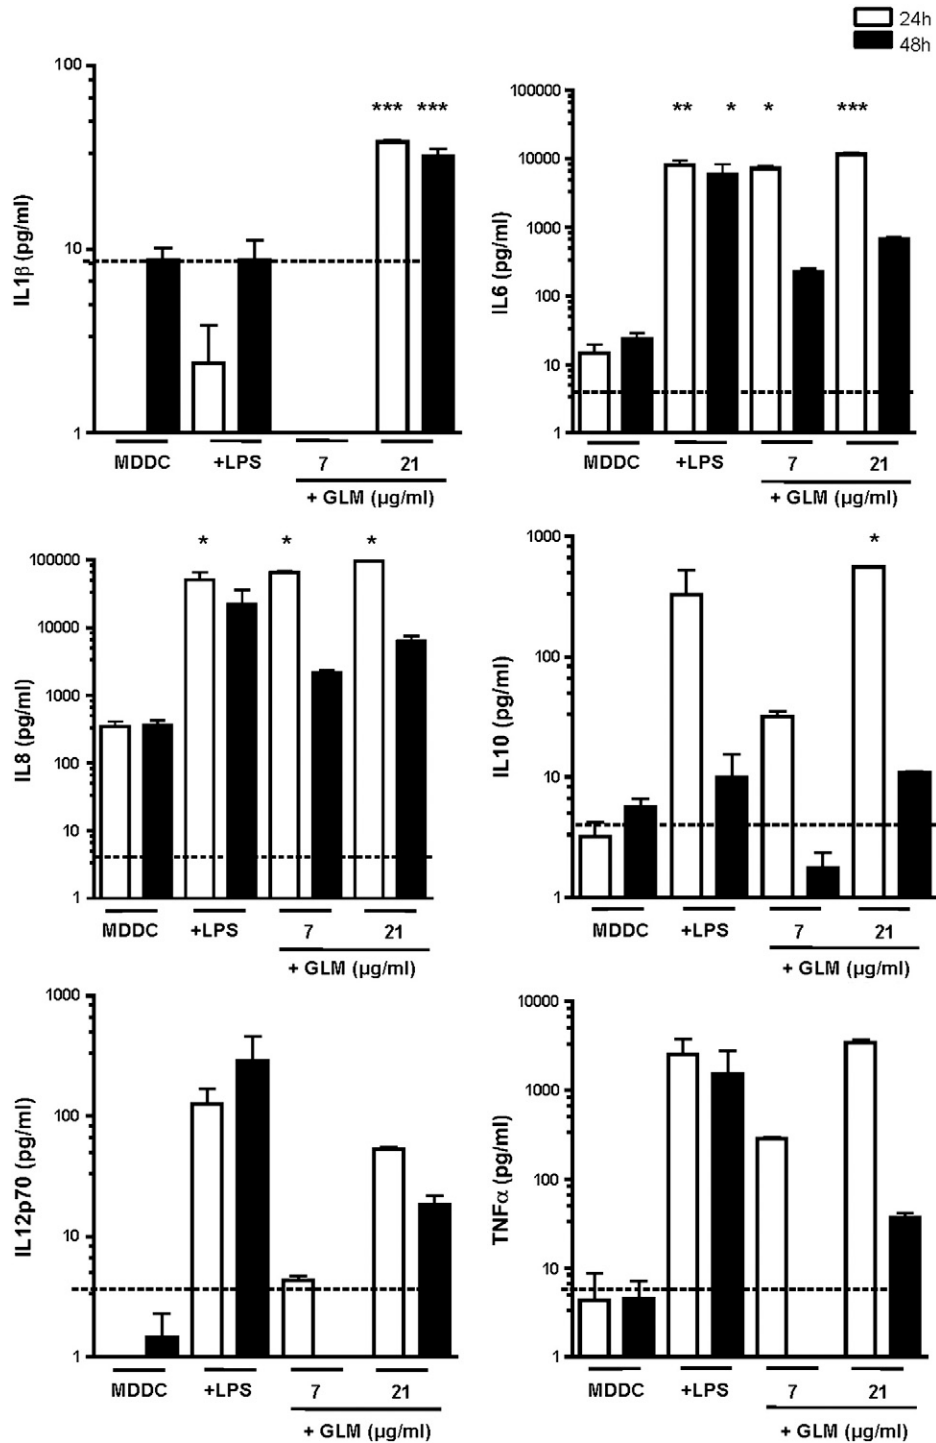 24h
48h
IL1β (pg/ml)
100
10
1
*** ***
MDDC +LPS 7 21
+ GLM (µg/ml)
IL6 (pg/ml)
100000
10000
1000
100
10
1
** * * ***
MDDC +LPS 7 21
+ GLM (µg/ml)
IL8 (pg/ml)
100000
10000
1000
100
10
1
* * *
MDDC +LPS 7 21
+ GLM (µg/ml)
IL10 (pg/ml)
1000
100
10
1
*
MDDC +LPS 7 21
+ GLM (µg/ml)
IL12p70 (pg/ml)
1000
100
10
1
MDDC +LPS 7 21
+ GLM (µg/ml)
TNFα (pg/ml)
10000
1000
100
10
1
MDDC +LPS 7 21
+ GLM (µg/ml)